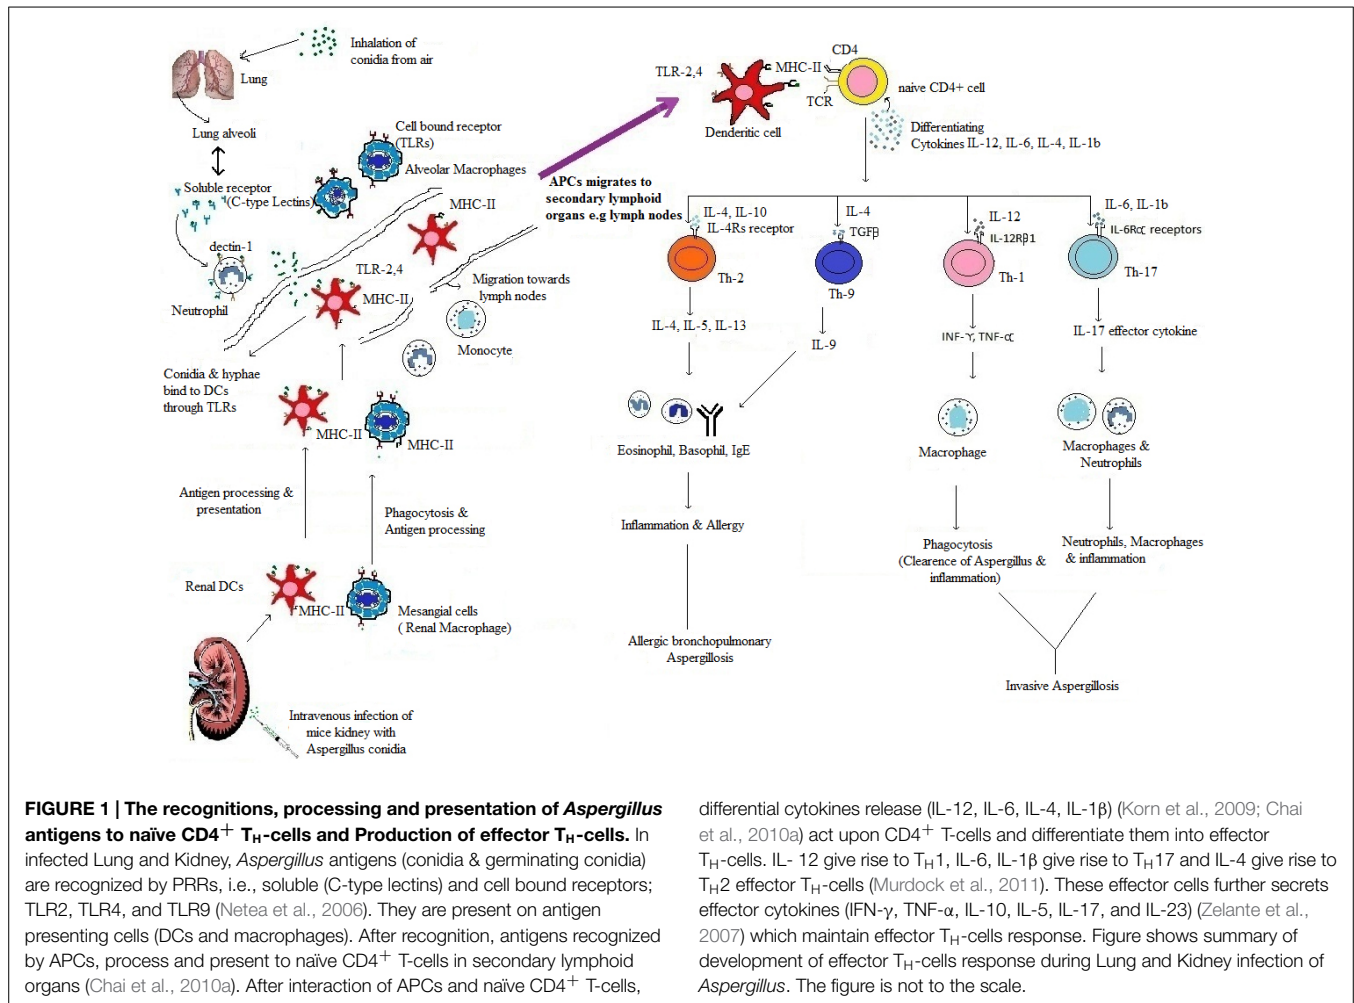 Inhalation of
conidia from air
Lung
Lung alveoli
Soluble receptor
(C-type Lectins)
Cell bound receptor
(TLRs)
Alveolar Macrophages
dectin-1
Neutrophil
MHC-II
TLR-2,4
MHC-II
Migration towards
lymph nodes
Monocyte
Conidia & hyphae
bind to DCs
through TLRs
MHC-II
MHC-II
Antigen processing &
presentation
Phagocytosis &
Antigen processing
Renal DCs
MHC-II
Mesangial cells
( Renal Macrophage)
Intravenous infection of
mice kidney with
Aspergillus conidia
APCs migrates to
secondary lymphoid
organs e.g lymph nodes
TLR-2,4
MHC-II
CD4
TCR
naive CD4+ cell
Denderitic cell
Differentiating
Cytokines IL-12, IL-6, IL-4, IL-1b
IL-4, IL-10
IL-4Rs receptor
Th-2
IL-4
TGFβ
Th-9
IL-12
IL-12Rβ1
Th-1
IL-6, IL-1b
IL-6Rα receptors
Th-17
IL-4, IL-5, IL-13
IL-9
INF-γ, TNF-α
IL-17 effector cytokine
Eosinophil, Basophil, IgE
Macrophage
Macrophages &
Neutrophils
Inflammation & Allergy
Phagocytosis
(Clearence of Aspergillus &
inflammation)
Neutrophils, Macrophages
& inflammation
Allergic bronchopulmonary
Aspergillosis
Invasive Aspergillosis
FIGURE 1 | The recognitions, processing and presentation of Aspergillus
antigens to naïve CD4+ TH-cells and Production of effector TH-cells. In
infected Lung and Kidney, Aspergillus antigens (conidia & germinating conidia)
are recognized by PRRs, i.e., soluble (C-type lectins) and cell bound receptors;
TLR2, TLR4, and TLR9 (Netea et al., 2006). They are present on antigen
presenting cells (DCs and macrophages). After recognition, antigens recognized
by APCs, process and present to naïve CD4+ T-cells in secondary lymphoid
organs (Chai et al., 2010a). After interaction of APCs and naïve CD4+ T-cells,
differential cytokines release (IL-12, IL-6, IL-4, IL-1β) (Korn et al., 2009; Chai
et al., 2010a) act upon CD4+ T-cells and differentiate them into effector
TH-cells. IL- 12 give rise to TH1, IL-6, IL-1β give rise to TH17 and IL-4 give rise to
TH2 effector TH-cells (Murdock et al., 2011). These effector cells further secrets
effector cytokines (IFN-γ, TNF-α, IL-10, IL-5, IL-17, and IL-23) (Zelante et al.,
2007) which maintain effector TH-cells response. Figure shows summary of
development of effector TH-cells response during Lung and Kidney infection of
Aspergillus. The figure is not to the scale.